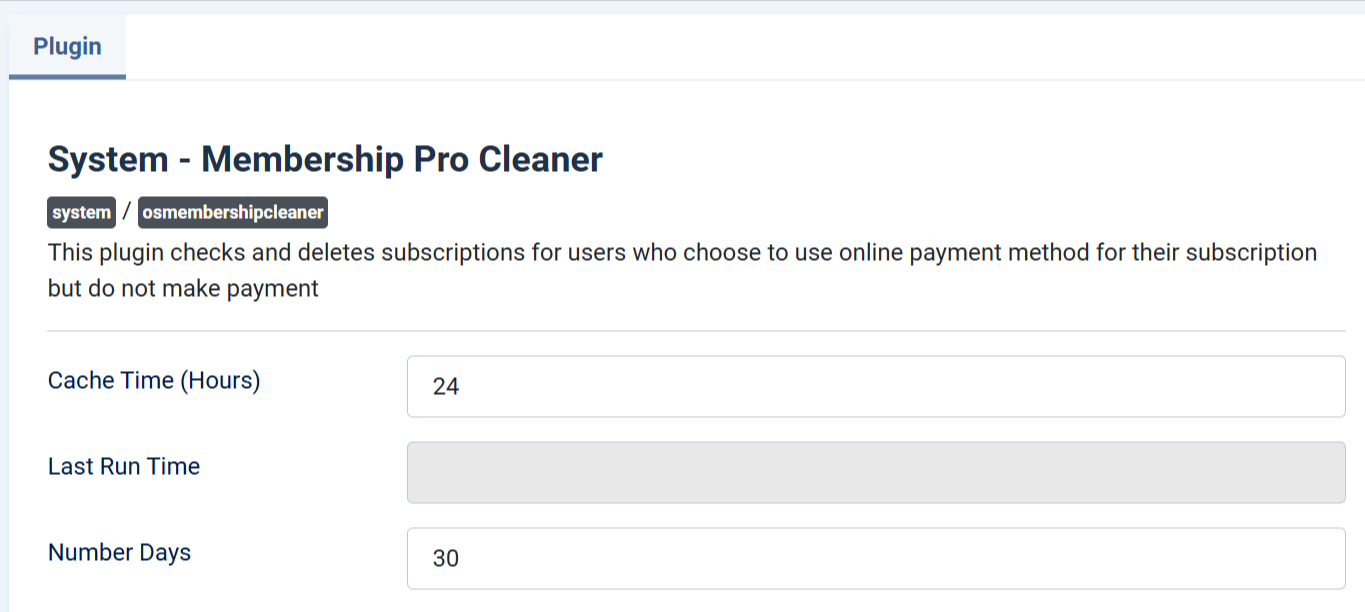 Plugin
System - Membership Pro Cleaner
system / osmembershipcleaner
This plugin checks and deletes subscriptions for users who choose to use online payment method for their subscription
but do not make payment
Cache Time (Hours) 24
Last Run Time
Number Days 30